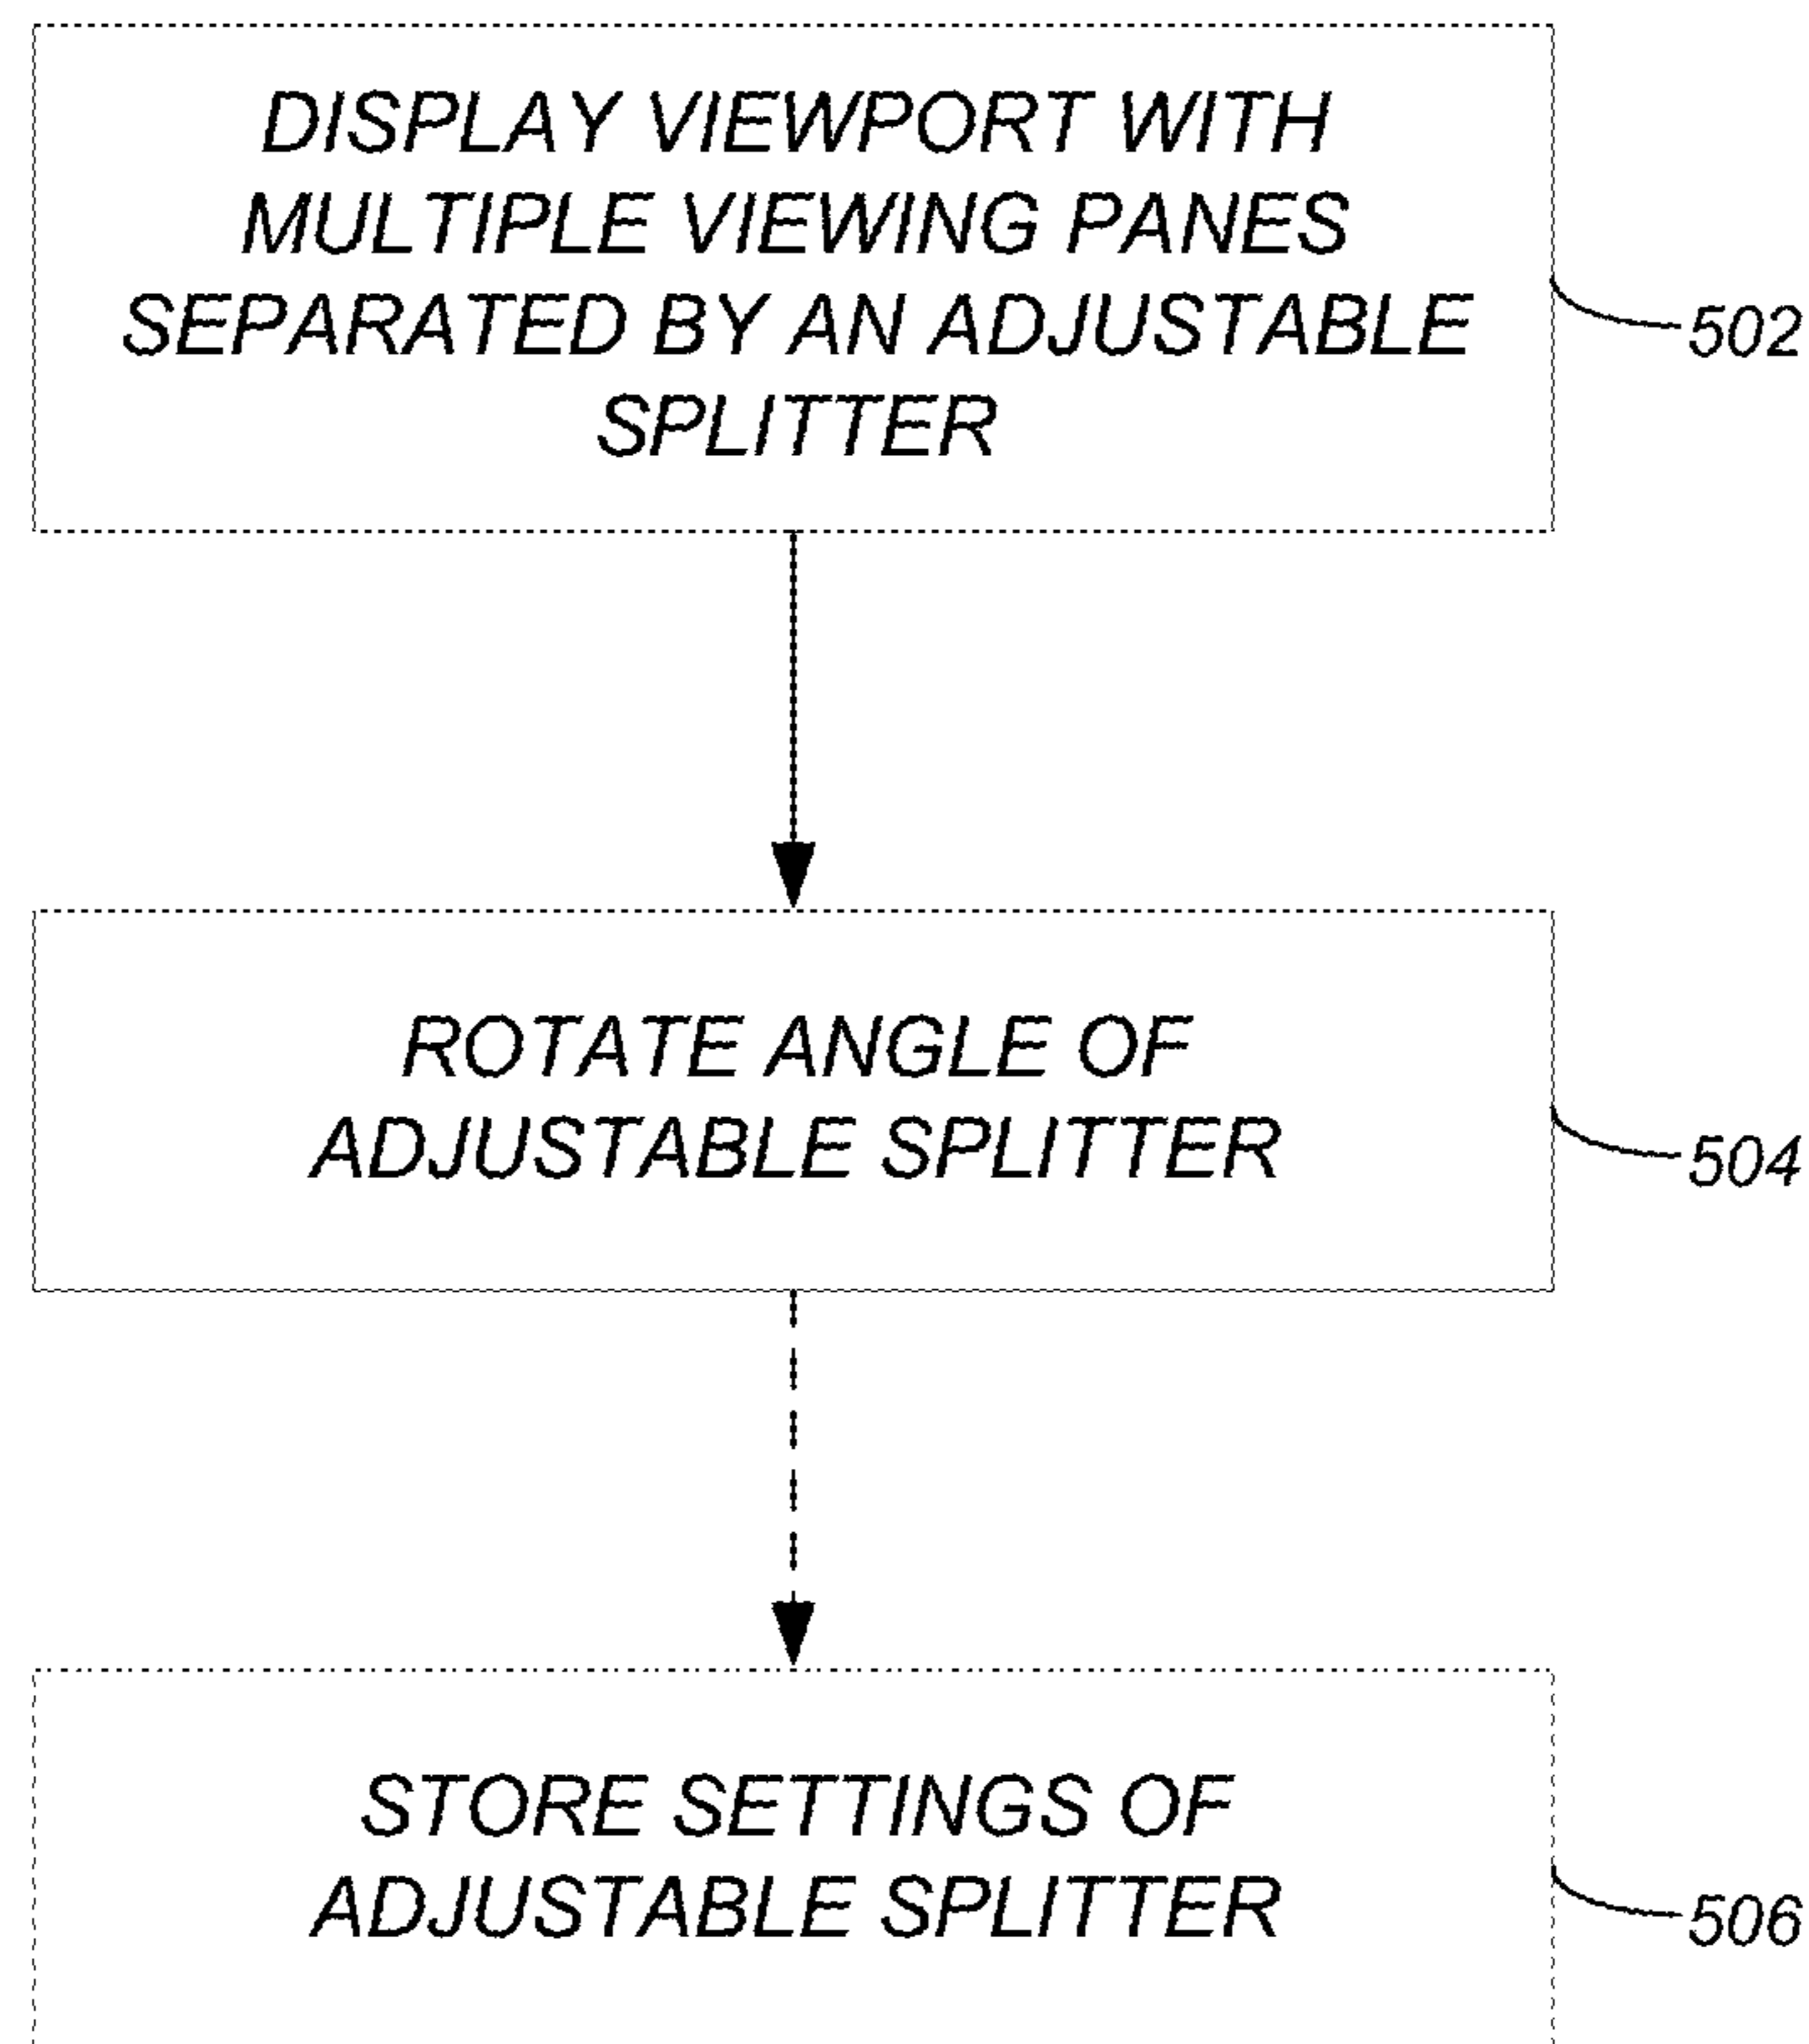 DISPLAY VIEWPORT WITH
MULTIPLE VIEWING PANES
SEPARATED BY AN ADJUSTABLE
SPLITTER
502
ROTATE ANGLE OF
ADJUSTABLE SPLITTER
504
STORE SETTINGS OF
ADJUSTABLE SPLITTER
506